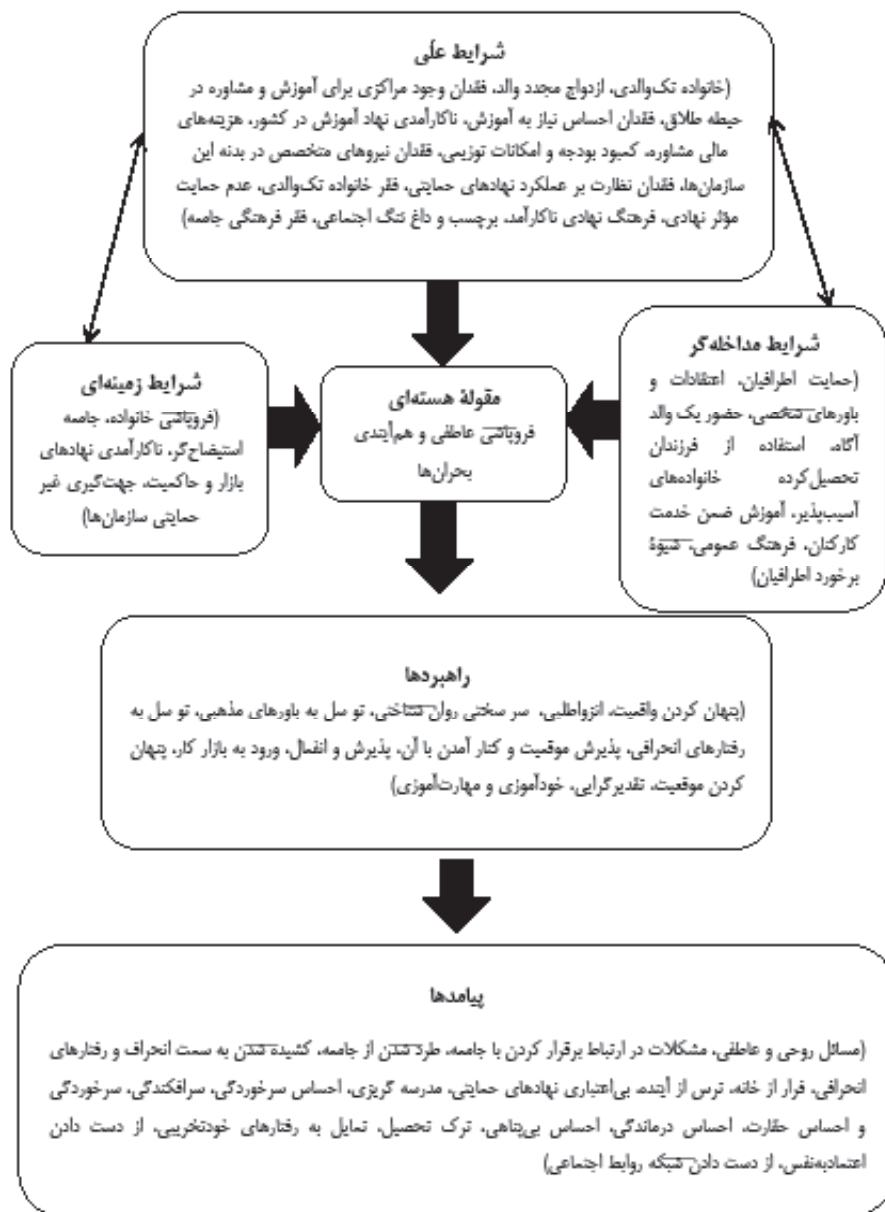 شرایط علّی
(خانواده تک‌والدی، ازدواج مجدد والد، فقدان وجود مراکزی برای آموزش و مشاوره در
حیطه طلاق، فقدان احساس نیاز به آموزش، ناکارآمدی نهاد آموزش در کشور، هزینه‌های
مالی مشاوره، کمبود بودجه و امکانات توزیعی، فقدان نیروهای متخصص در بدنه این
سازمان‌ها، فقدان نظارت بر عملکرد نهادهای حمایتی، فقر خانواده تک‌والدی، عدم حمایت
مؤثر نهادی، فرهنگ نهادی ناکارآمد، برچسب و داغ ننگ اجتماعی، فقر فرهنگی جامعه)
شرایط مداخله‌گر
(حمایت اطرافیان، اعتقادات و
باورهای شخصی، حضور یک والد
آگاه، استفاده از فرزندان
تحصیل‌کرده خانواده‌های
آسیب‌پذیر، آموزش ضمن خدمت
کارکنان، فرهنگ عمومی، شیوۀ
برخورد اطرافیان)
مقولۀ هسته‌ای
فروپاشی عاطفی و هم‌آیندی
بحران‌ها
شرایط زمینه‌ای
(فروپاشی خانواده، جامعه
استیضاح‌گر، ناکارآمدی نهادهای
بازار و حاکمیت، جهت‌گیری غیر
حمایتی سازمان‌ها)
راهبردها
(پنهان کردن واقعیت، انزواطلبی، سر سختی روان شناختی، تو سل به باورهای مذهبی، تو سل به
رفتارهای انحرافی، پذیرش موقعیت و کنار آمدن با آن، پذیرش و انفعال، ورود به بازار کار، پنهان
کردن موقعیت، تقدیرگرایی، خودآموزی و مهارت‌آموزی)
پیامدها
(مسائل روحی و عاطفی، مشکلات در ارتباط برقرار کردن با جامعه، طرد شدن از جامعه، کشیده شدن به سمت انحراف و رفتارهای
انحرافی، فرار از خانه، ترس از آینده، بی‌اعتباری نهادهای حمایتی، مدرسه گریزی، احساس سرخوردگی، سرافکندگی، سرخوردگی
و احساس حقارت، احساس درماندگی، احساس بی‌پناهی، ترک تحصیل، تمایل به رفتارهای خودتخریبی، از دست دادن
اعتمادبه‌نفس، از دست دادن شبکه روابط اجتماعی)